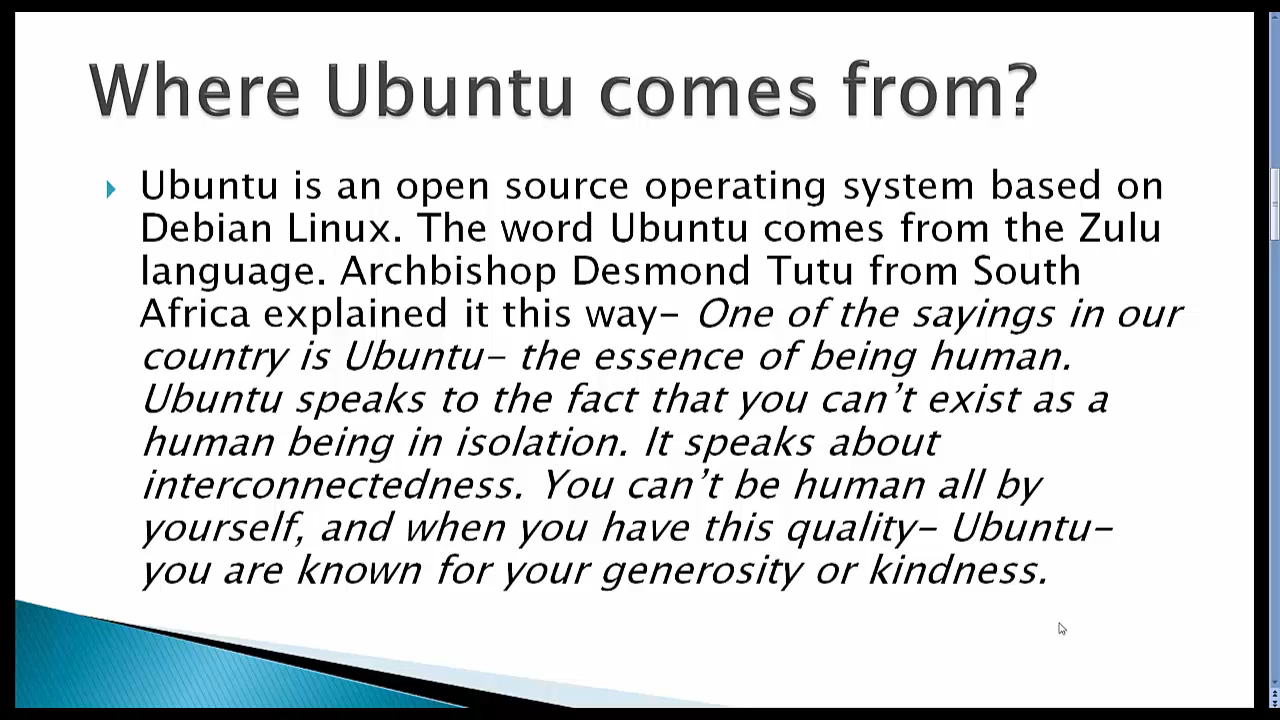 Where Ubuntu comes from?
Ubuntu is an open source operating system based on
Debian Linux. The word Ubuntu comes from the Zulu
language. Archbishop Desmond Tutu from South
Africa explained it this way– One of the sayings in our
country is Ubuntu– the essence of being human.
Ubuntu speaks to the fact that you can’t exist as a
human being in isolation. It speaks about
interconnectedness. You can’t be human all by
yourself, and when you have this quality– Ubuntu–
you are known for your generosity or kindness.